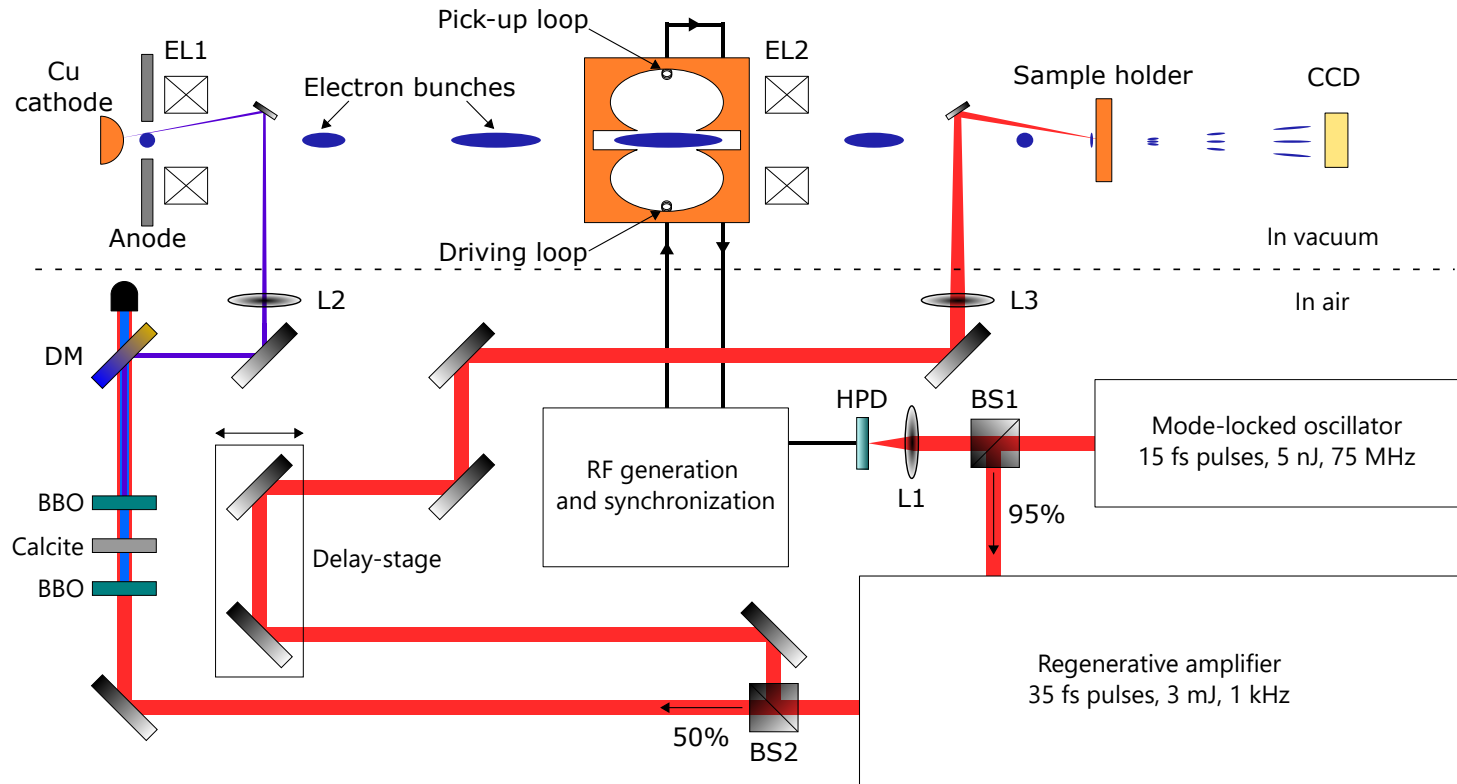 Pick-up loop
EL1
EL2
Cu
cathode
Electron bunches
Sample holder
CCD
Anode
Driving loop
In vacuum
In air
L2
L3
DM
HPD
BS1
Mode-locked oscillator
15 fs pulses, 5 nJ, 75 MHz
RF generation
and synchronization
L1
95%
BBO
Calcite
BBO
Delay-stage
Regenerative amplifier
35 fs pulses, 3 mJ, 1 kHz
50%
BS2